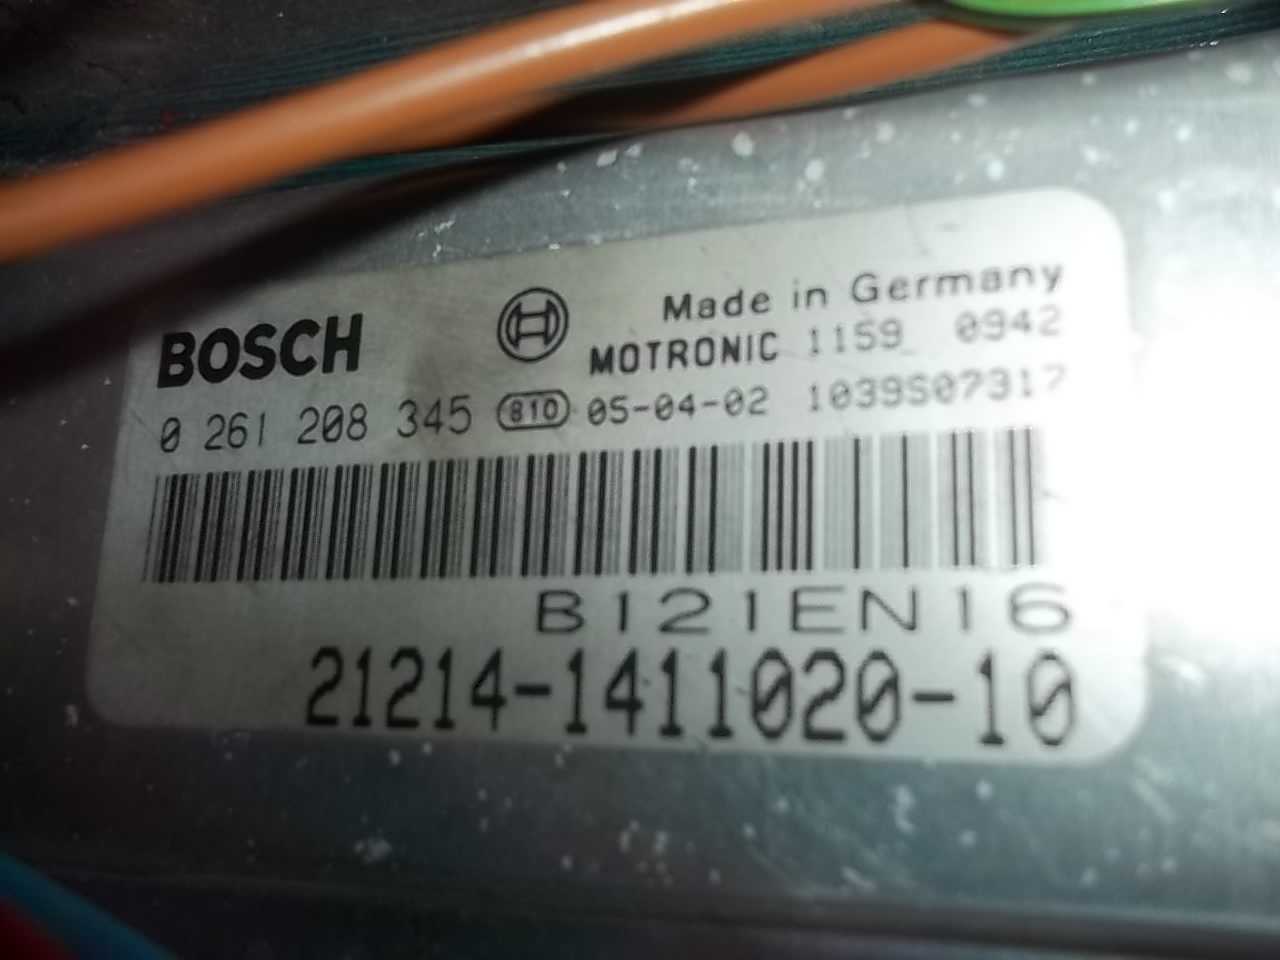 Made in Germany
BOSCH MOTRONIC 1159 0942
0 261 208 345 810 05-04-02 1039S07317
B121EN16
21214-1411020-10